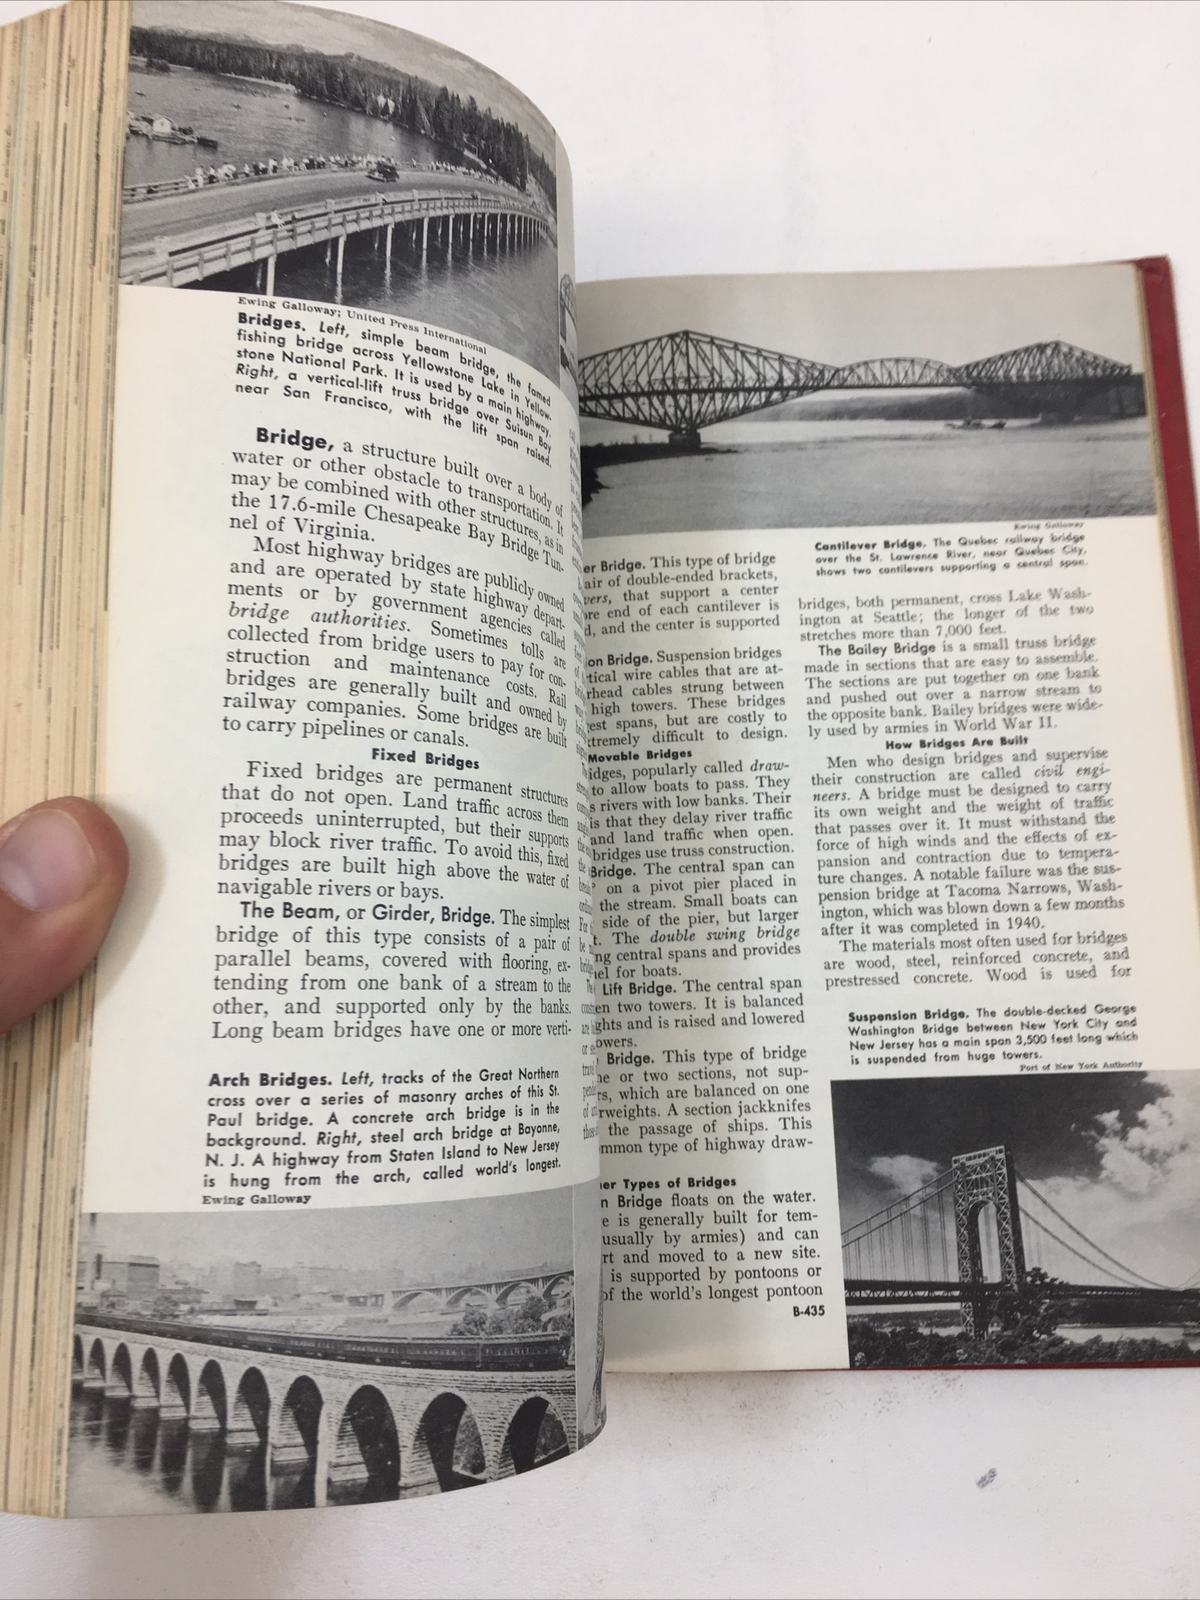 Ewing Galloway; United Press International
Bridges. Left, simple beam bridge, the famed
fishing bridge across Yellowstone Lake in Yellow-
stone National Park. It is used by a main highway.
Right, a vertical-lift truss bridge over Suisun Bay
near San Francisco, with the lift span raised.
Bridge, a structure built over a body of
water or other obstacle to transportation. It
may be combined with other structures, as in
the 17.6-mile Chesapeake Bay Bridge Tun-
nel of Virginia.
Most highway bridges are publicly owned
and are operated by state highway depart-
ments or by government agencies called
bridge authorities. Sometimes tolls are
collected from bridge users to pay for con-
struction and maintenance costs. Rail
bridges are generally built and owned by
railway companies. Some bridges are built
to carry pipelines or canals.
Fixed Bridges
Fixed bridges are permanent structures
that do not open. Land traffic across them
proceeds uninterrupted, but their supports
may block river traffic. To avoid this, fixed
bridges are built high above the water of
navigable rivers or bays.
The Beam, or Girder, Bridge. The simplest
bridge of this type consists of a pair of
parallel beams, covered with flooring, ex-
tending from one bank of a stream to the
other, and supported only by the banks.
Long beam bridges have one or more verti-
Arch Bridges. Left, tracks of the Great Northern
cross over a series of masonry arches of this St.
Paul bridge. A concrete arch bridge is in the
background. Right, steel arch bridge at Bayonne,
N. J. A highway from Staten Island to New Jersey
is hung from the arch, called world's longest.
Ewing Galloway
er Bridge. This type of bridge
air of double-ended brackets,
vers, that support a center
ore end of each cantilever is
d, and the center is supported
on Bridge. Suspension bridges
tical wire cables that are at-
rhead cables strung between
high towers. These bridges
est spans, but are costly to
tremely difficult to design.
Movable Bridges
idges, popularly called draw-
to allow boats to pass. They
s rivers with low banks. Their
is that they delay river traffic
and land traffic when open.
bridges use truss construction.
Bridge. The central span can
" on a pivot pier placed in
the stream. Small boats can
side of the pier, but larger
t. The double swing bridge
ng central spans and provides
nel for boats.
Lift Bridge. The central span
en two towers. It is balanced
ghts and is raised and lowered
owers.
Bridge. This type of bridge
ne or two sections, not sup-
rs, which are balanced on one
rweights. A section jackknifes
the passage of ships. This
mmon type of highway draw-
er Types of Bridges
n Bridge floats on the water.
e is generally built for tem-
usually by armies) and can
rt and moved to a new site.
is supported by pontoons or
of the world's longest pontoon
B-435
Ewing Galloway
Cantilever Bridge. The Quebec railway bridge
over the St. Lawrence River, near Quebec City,
shows two cantilevers supporting a central span.
bridges, both permanent, cross Lake Wash-
ington at Seattle; the longer of the two
stretches more than 7,000 feet.
The Bailey Bridge is a small truss bridge
made in sections that are easy to assemble.
The sections are put together on one bank
and pushed out over a narrow stream to
the opposite bank. Bailey bridges were wide-
ly used by armies in World War II.
How Bridges Are Built
Men who design bridges and supervise
their construction are called civil engi-
neers. A bridge must be designed to carry
its own weight and the weight of traffic
that passes over it. It must withstand the
force of high winds and the effects of ex-
pansion and contraction due to tempera-
ture changes. A notable failure was the sus-
pension bridge at Tacoma Narrows, Wash-
ington, which was blown down a few months
after it was completed in 1940.
The materials most often used for bridges
are wood, steel, reinforced concrete, and
prestressed concrete. Wood is used for
Suspension Bridge. The double-decked George
Washington Bridge between New York City and
New Jersey has a main span 3,500 feet long which
is suspended from huge towers.
Port of New York Authority